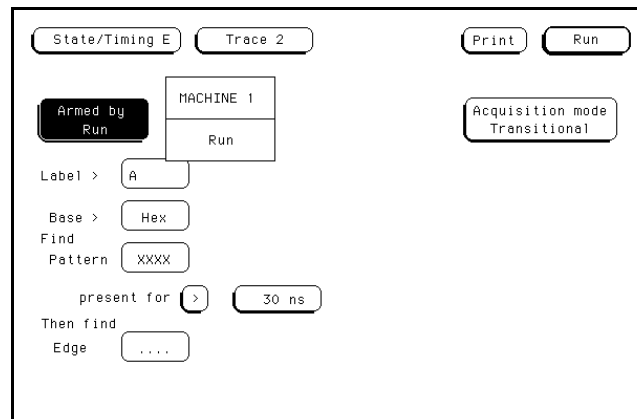 State/Timing E Trace 2 Print Run
MACHINE 1
Run
Armed by
Run
Acquisition mode
Transitional
Label > A
Base > Hex
Find
Pattern XXXX
present for > 30 ns
Then find
Edge ....